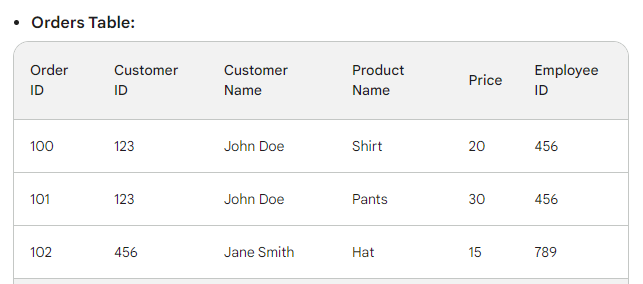 • Orders Table:
Order ID Customer ID Customer Name Product Name Price Employee ID
100 123 John Doe Shirt 20 456
101 123 John Doe Pants 30 456
102 456 Jane Smith Hat 15 789